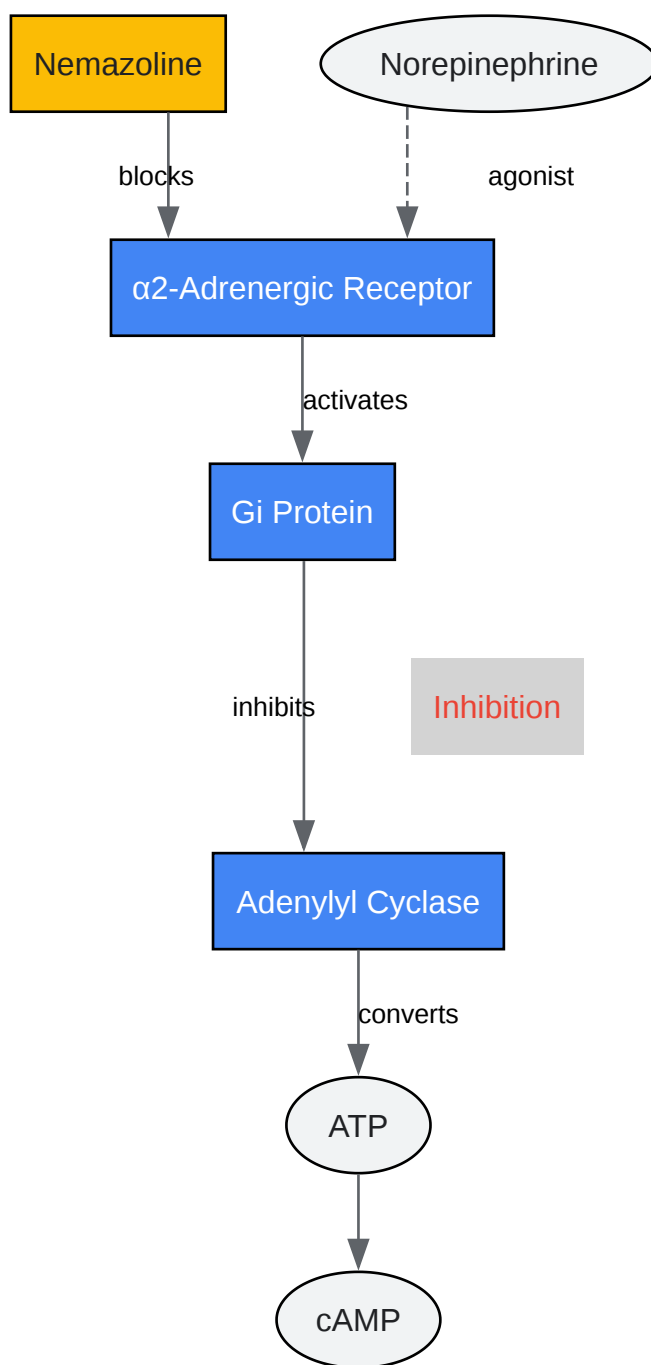 Nemazoline
Norepinephrine
blocks
agonist
α2-Adrenergic Receptor
activates
Gi Protein
inhibits
Inhibition
Adenylyl Cyclase
converts
ATP
cAMP